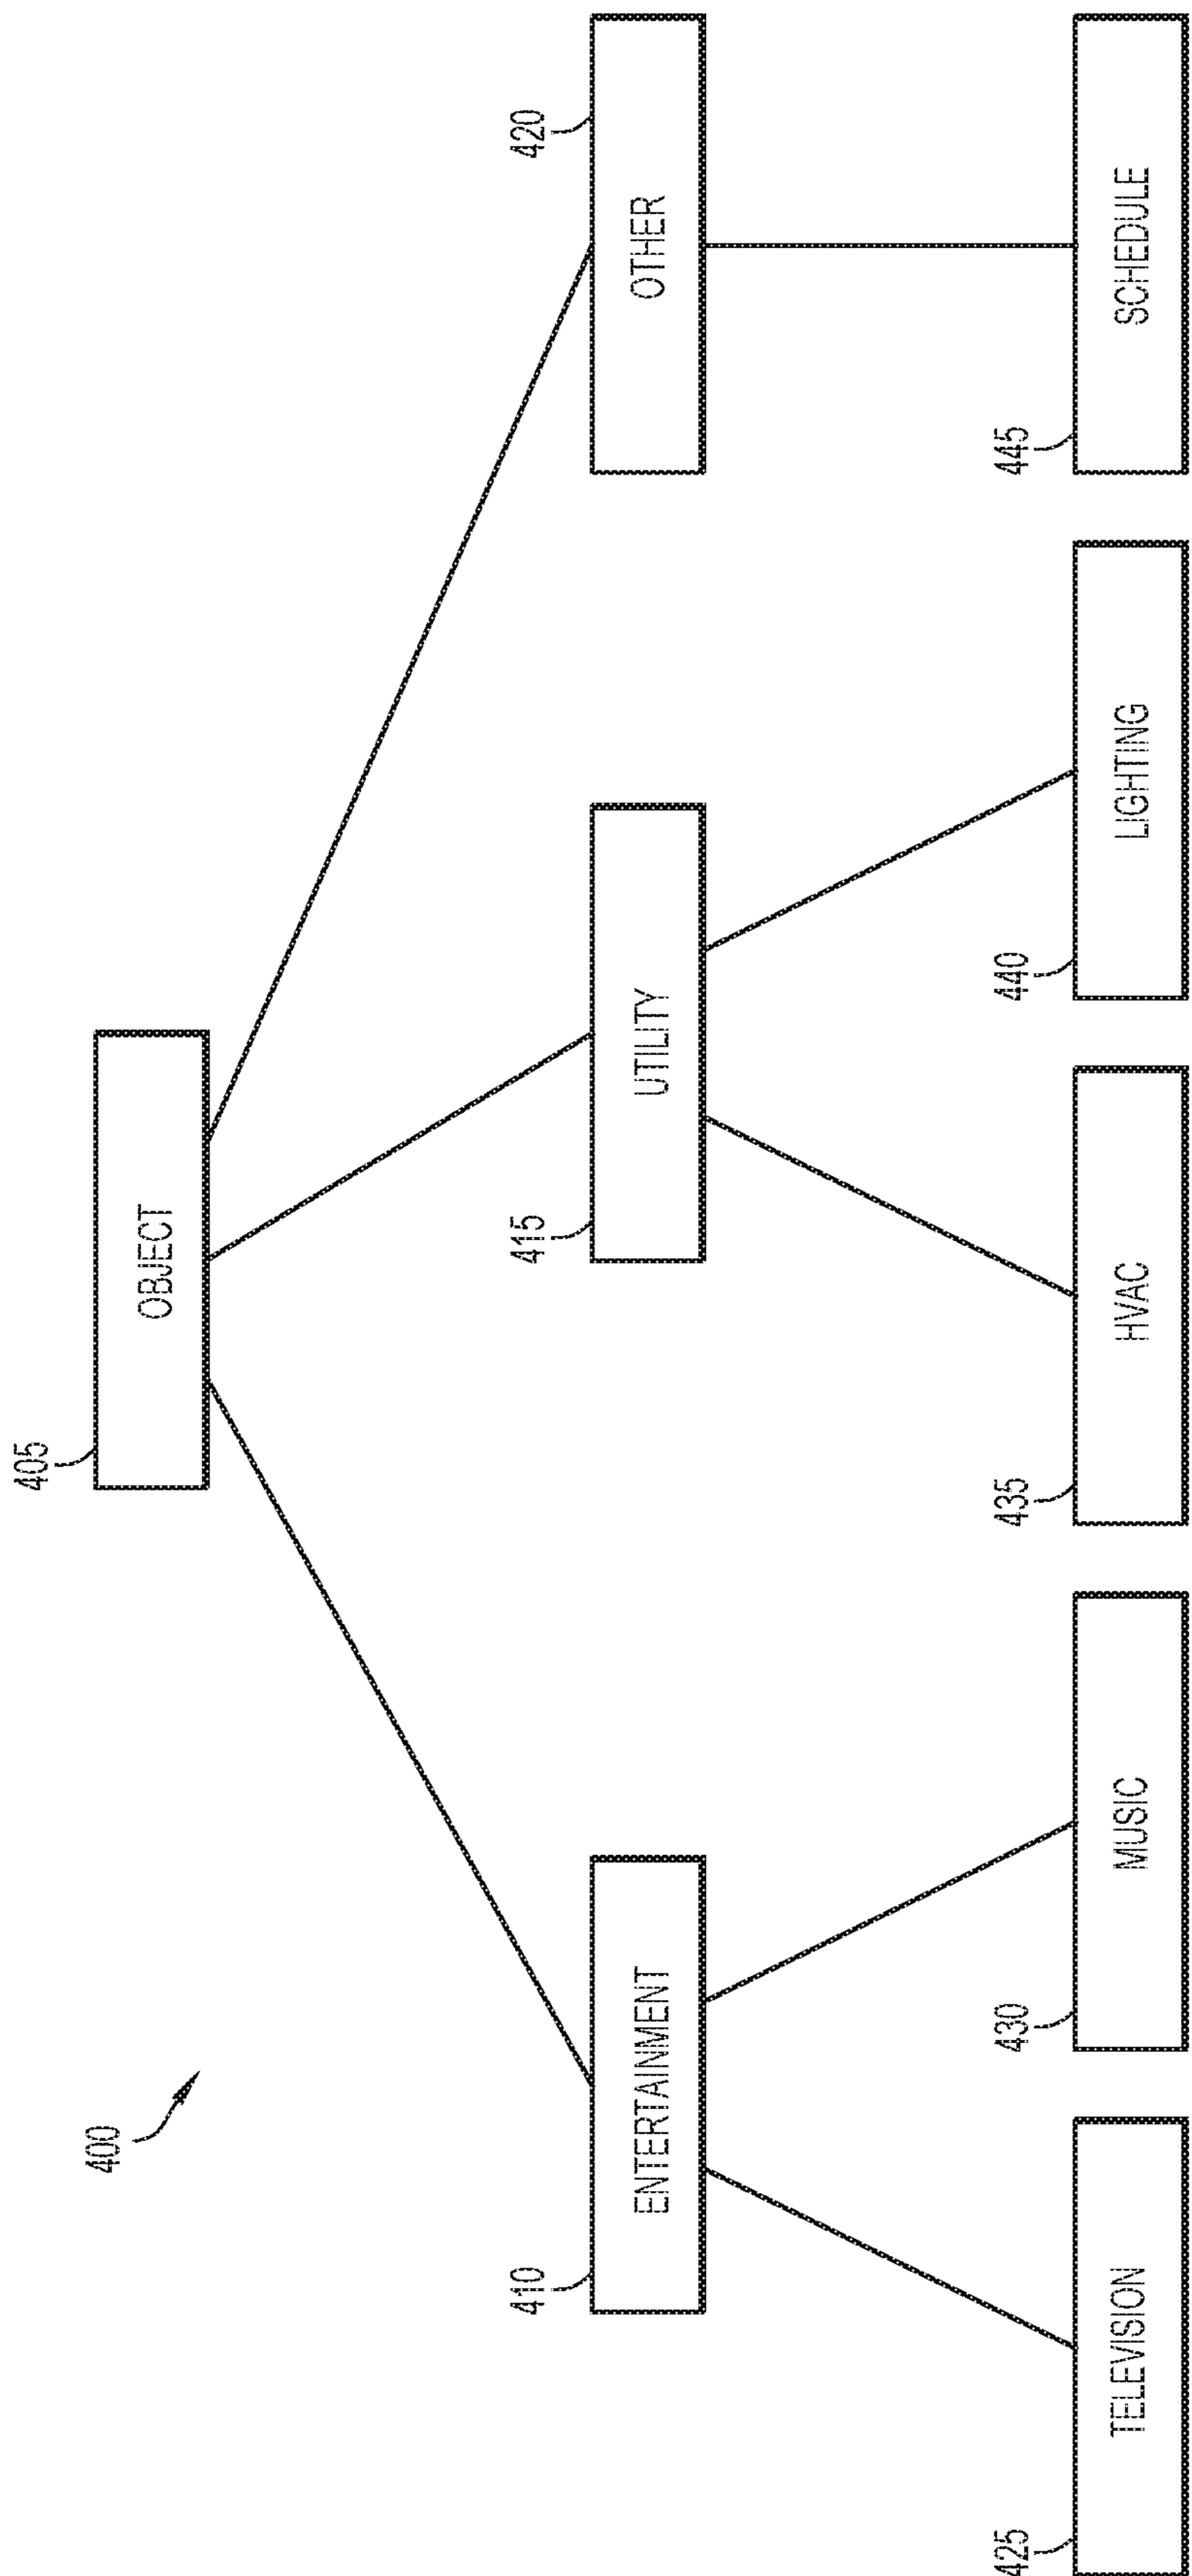 400
405
OBJECT
410
ENTERTAINMENT
415
UTILITY
420
OTHER
425
TELEVISION
430
MUSIC
435
HVAC
440
LIGHTING
445
SCHEDULE